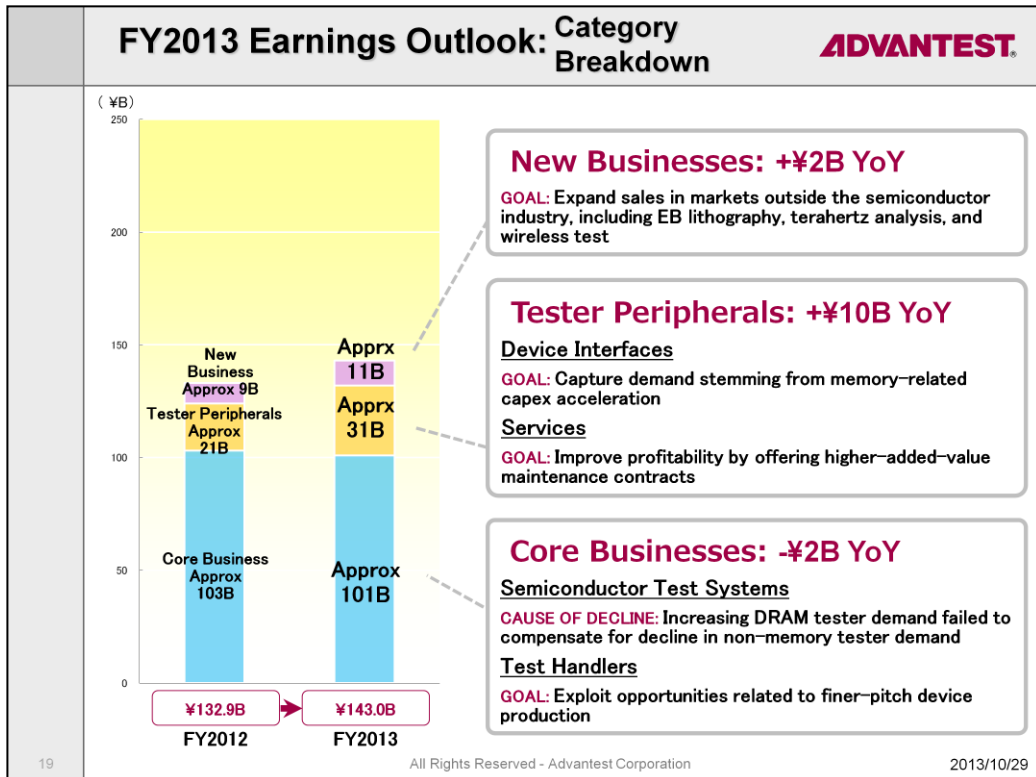 FY2013 Earnings Outlook: Category
Breakdown
ADVANTEST®
( ¥B)
250
200
150
100
50
0
New
Business
Approx 9B
Tester Peripherals
Approx
21B
Core Business
Approx
103B
Apprx
11B
Apprx
31B
Approx
101B
¥132.9B
¥143.0B
FY2012
FY2013
New Businesses: +¥2B YoY
GOAL: Expand sales in markets outside the semiconductor
industry, including EB lithography, terahertz analysis, and
wireless test
Tester Peripherals: +¥10B YoY
Device Interfaces
GOAL: Capture demand stemming from memory-related
capex acceleration
Services
GOAL: Improve profitability by offering higher-added-value
maintenance contracts
Core Businesses: -¥2B YoY
Semiconductor Test Systems
CAUSE OF DECLINE: Increasing DRAM tester demand failed to
compensate for decline in non-memory tester demand
Test Handlers
GOAL: Exploit opportunities related to finer-pitch device
production
19
All Rights Reserved - Advantest Corporation
2013/10/29